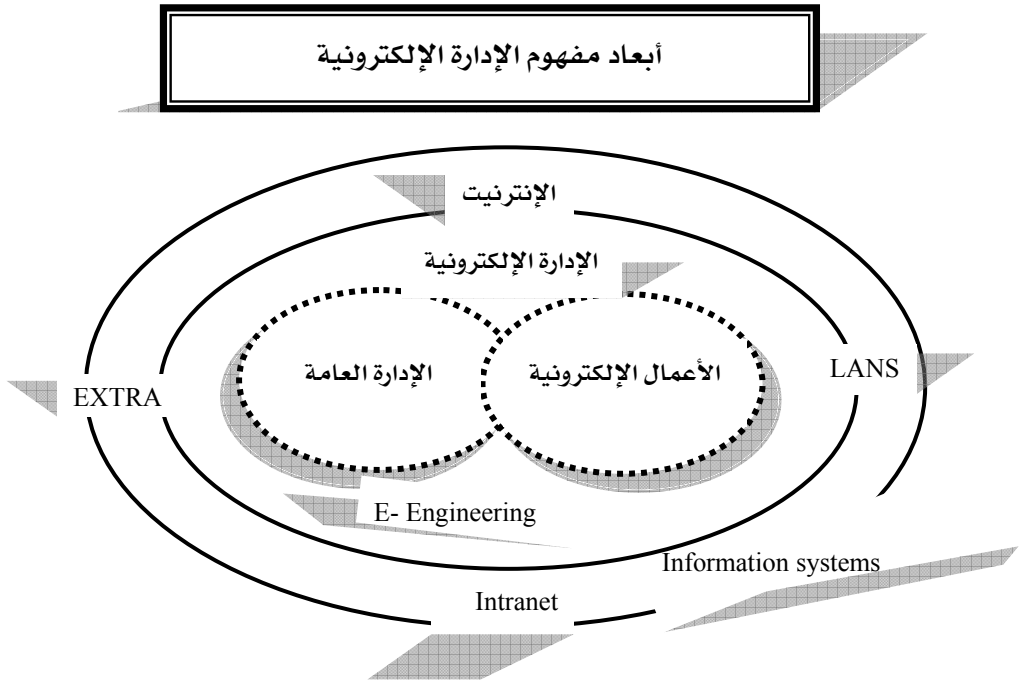 أبعاد مفهوم الإدارة الإلكترونية
الإنترنيت
الإدارة الإلكترونية
الأعمال الإلكترونية
الإدارة العامة
LANS
EXTRA
E- Engineering
Information systems
Intranet